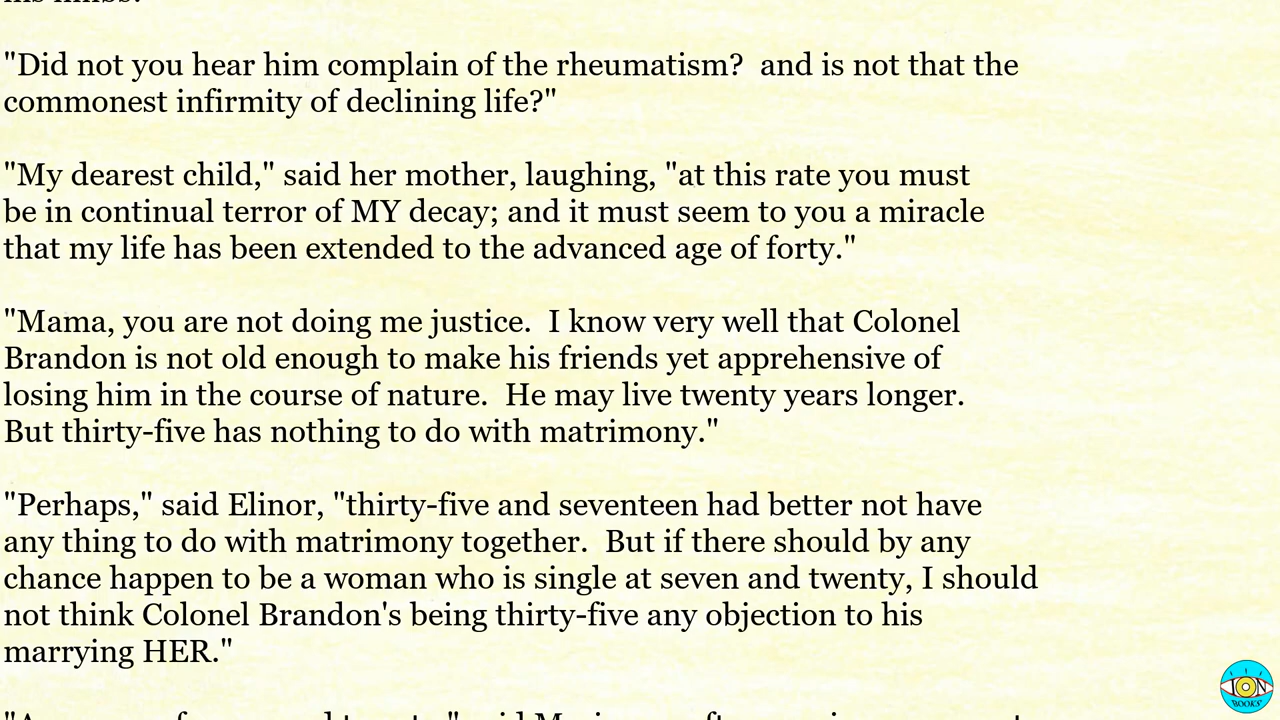 "Did not you hear him complain of the rheumatism?  and is not that the
commonest infirmity of declining life?"
"My dearest child," said her mother, laughing, "at this rate you must
be in continual terror of MY decay; and it must seem to you a miracle
that my life has been extended to the advanced age of forty."
"Mama, you are not doing me justice.  I know very well that Colonel
Brandon is not old enough to make his friends yet apprehensive of
losing him in the course of nature.  He may live twenty years longer.
But thirty-five has nothing to do with matrimony."
"Perhaps," said Elinor, "thirty-five and seventeen had better not have
any thing to do with matrimony together.  But if there should by any
chance happen to be a woman who is single at seven and twenty, I should
not think Colonel Brandon's being thirty-five any objection to his
marrying HER."
ION
BOOKS